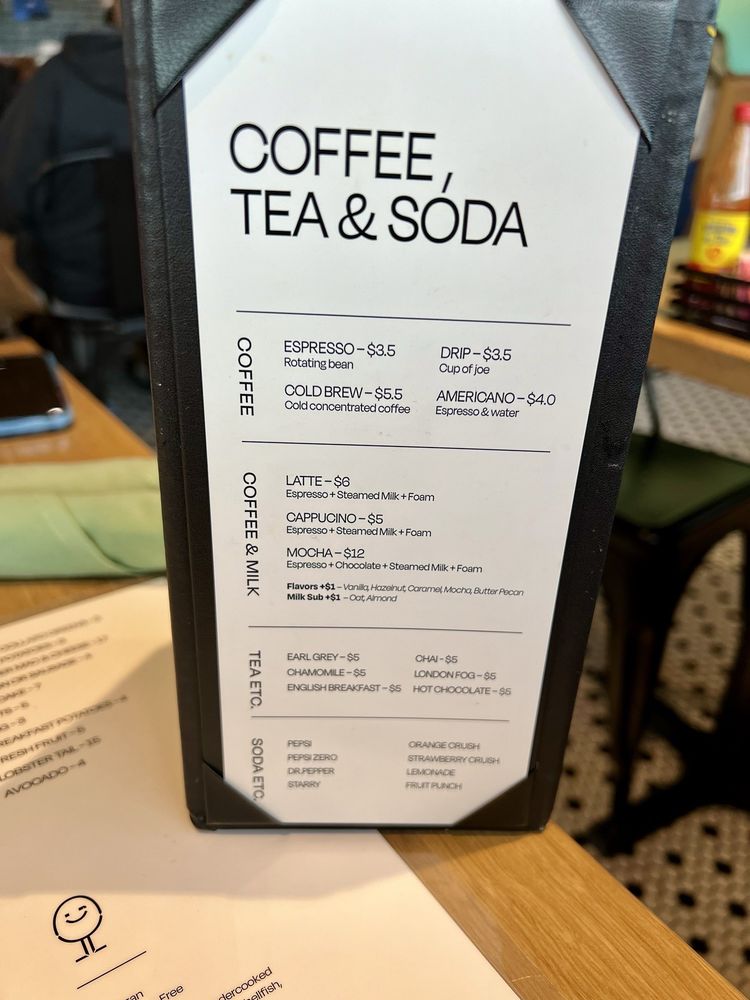 COFFEE,
TEA & SODA
COFFEE
ESPRESSO – $3.5
Rotating bean
DRIP – $3.5
Cup of joe
COLD BREW – $5.5
Cold concentrated coffee
AMERICANO – $4.0
Espresso & water
COFFEE & MILK
LATTE – $6
Espresso + Steamed Milk + Foam
CAPPUCINO – $5
Espresso + Steamed Milk + Foam
MOCHA – $12
Espresso + Chocolate + Steamed Milk + Foam
Flavors +$1 – Vanilla, Hazelnut, Caramel, Mocha, Butter Pecan
Milk Sub +$1 – Oat, Almond
TEA ETC.
EARL GREY – $5
CHAMOMILE – $5
ENGLISH BREAKFAST – $5
CHAI – $5
LONDON FOG – $5
HOT CHOCOLATE – $5
SODA ETC.
PEPSI
PEPSI ZERO
DR.PEPPER
STARRY
ORANGE CRUSH
STRAWBERRY CRUSH
LEMONADE
FRUIT PUNCH
POTATOES – 4
FRUIT – 6
LOBSTER TAIL – 15
AVOCADO – 4
Free